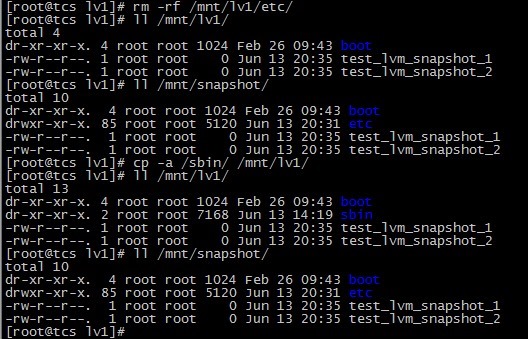 [root@tcs lv1]# rm -rf /mnt/lv1/etc/
[root@tcs lv1]# ll /mnt/lv1/
total 4
dr-xr-xr-x. 4 root root 1024 Feb 26 09:43 boot
-rw-r--r--. 1 root root    0 Jun 13 20:35 test_lvm_snapshot_1
-rw-r--r--. 1 root root    0 Jun 13 20:35 test_lvm_snapshot_2
[root@tcs lv1]# ll /mnt/snapshot/
total 10
dr-xr-xr-x.  4 root root 1024 Feb 26 09:43 boot
drwxr-xr-x. 85 root root 5120 Jun 13 20:31 etc
-rw-r--r--.  1 root root    0 Jun 13 20:35 test_lvm_snapshot_1
-rw-r--r--.  1 root root    0 Jun 13 20:35 test_lvm_snapshot_2
[root@tcs lv1]# cp -a /sbin/ /mnt/lv1/
[root@tcs lv1]# ll /mnt/lv1/
total 13
dr-xr-xr-x. 4 root root 1024 Feb 26 09:43 boot
dr-xr-xr-x. 2 root root 7168 Jun 13 14:19 sbin
-rw-r--r--. 1 root root    0 Jun 13 20:35 test_lvm_snapshot_1
-rw-r--r--. 1 root root    0 Jun 13 20:35 test_lvm_snapshot_2
[root@tcs lv1]# ll /mnt/snapshot/
total 10
dr-xr-xr-x.  4 root root 1024 Feb 26 09:43 boot
drwxr-xr-x. 85 root root 5120 Jun 13 20:31 etc
-rw-r--r--.  1 root root    0 Jun 13 20:35 test_lvm_snapshot_1
-rw-r--r--.  1 root root    0 Jun 13 20:35 test_lvm_snapshot_2
[root@tcs lv1]#